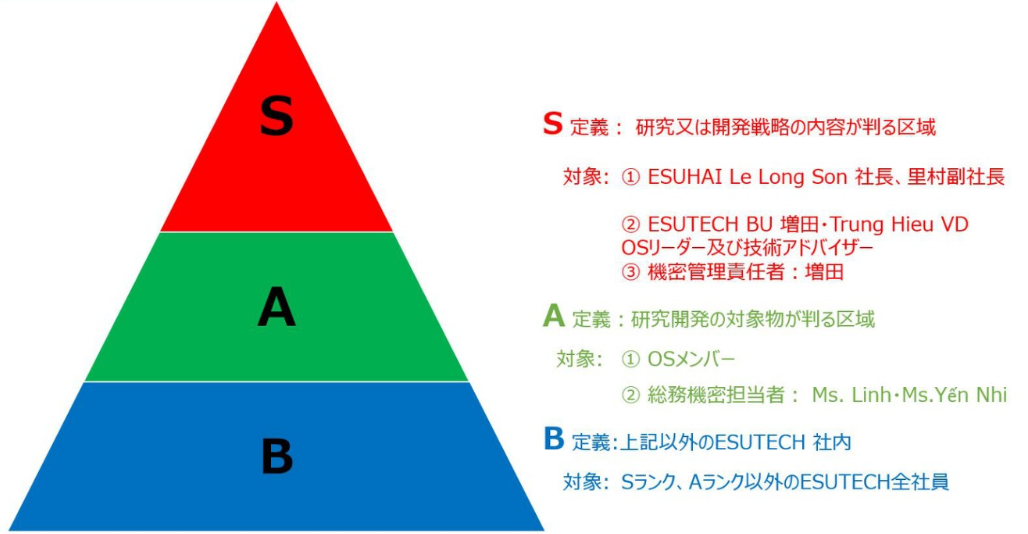 S
A
B
S 定義： 研究又は開発戦略の内容が判る区域
対象： ① ESUHAI Le Long Son 社長、里村副社長
② ESUTECH BU 増田・Trung Hieu VD
OSリーダー及び技術アドバイザー
③ 機密管理責任者：増田
A 定義：研究開発の対象物が判る区域
対象： ① OSメンバー
② 総務機密担当者： Ms. Linh・Ms.Yến Nhi
B 定義：上記以外のESUTECH 社内
対象： Sランク、Aランク以外のESUTECH全社員